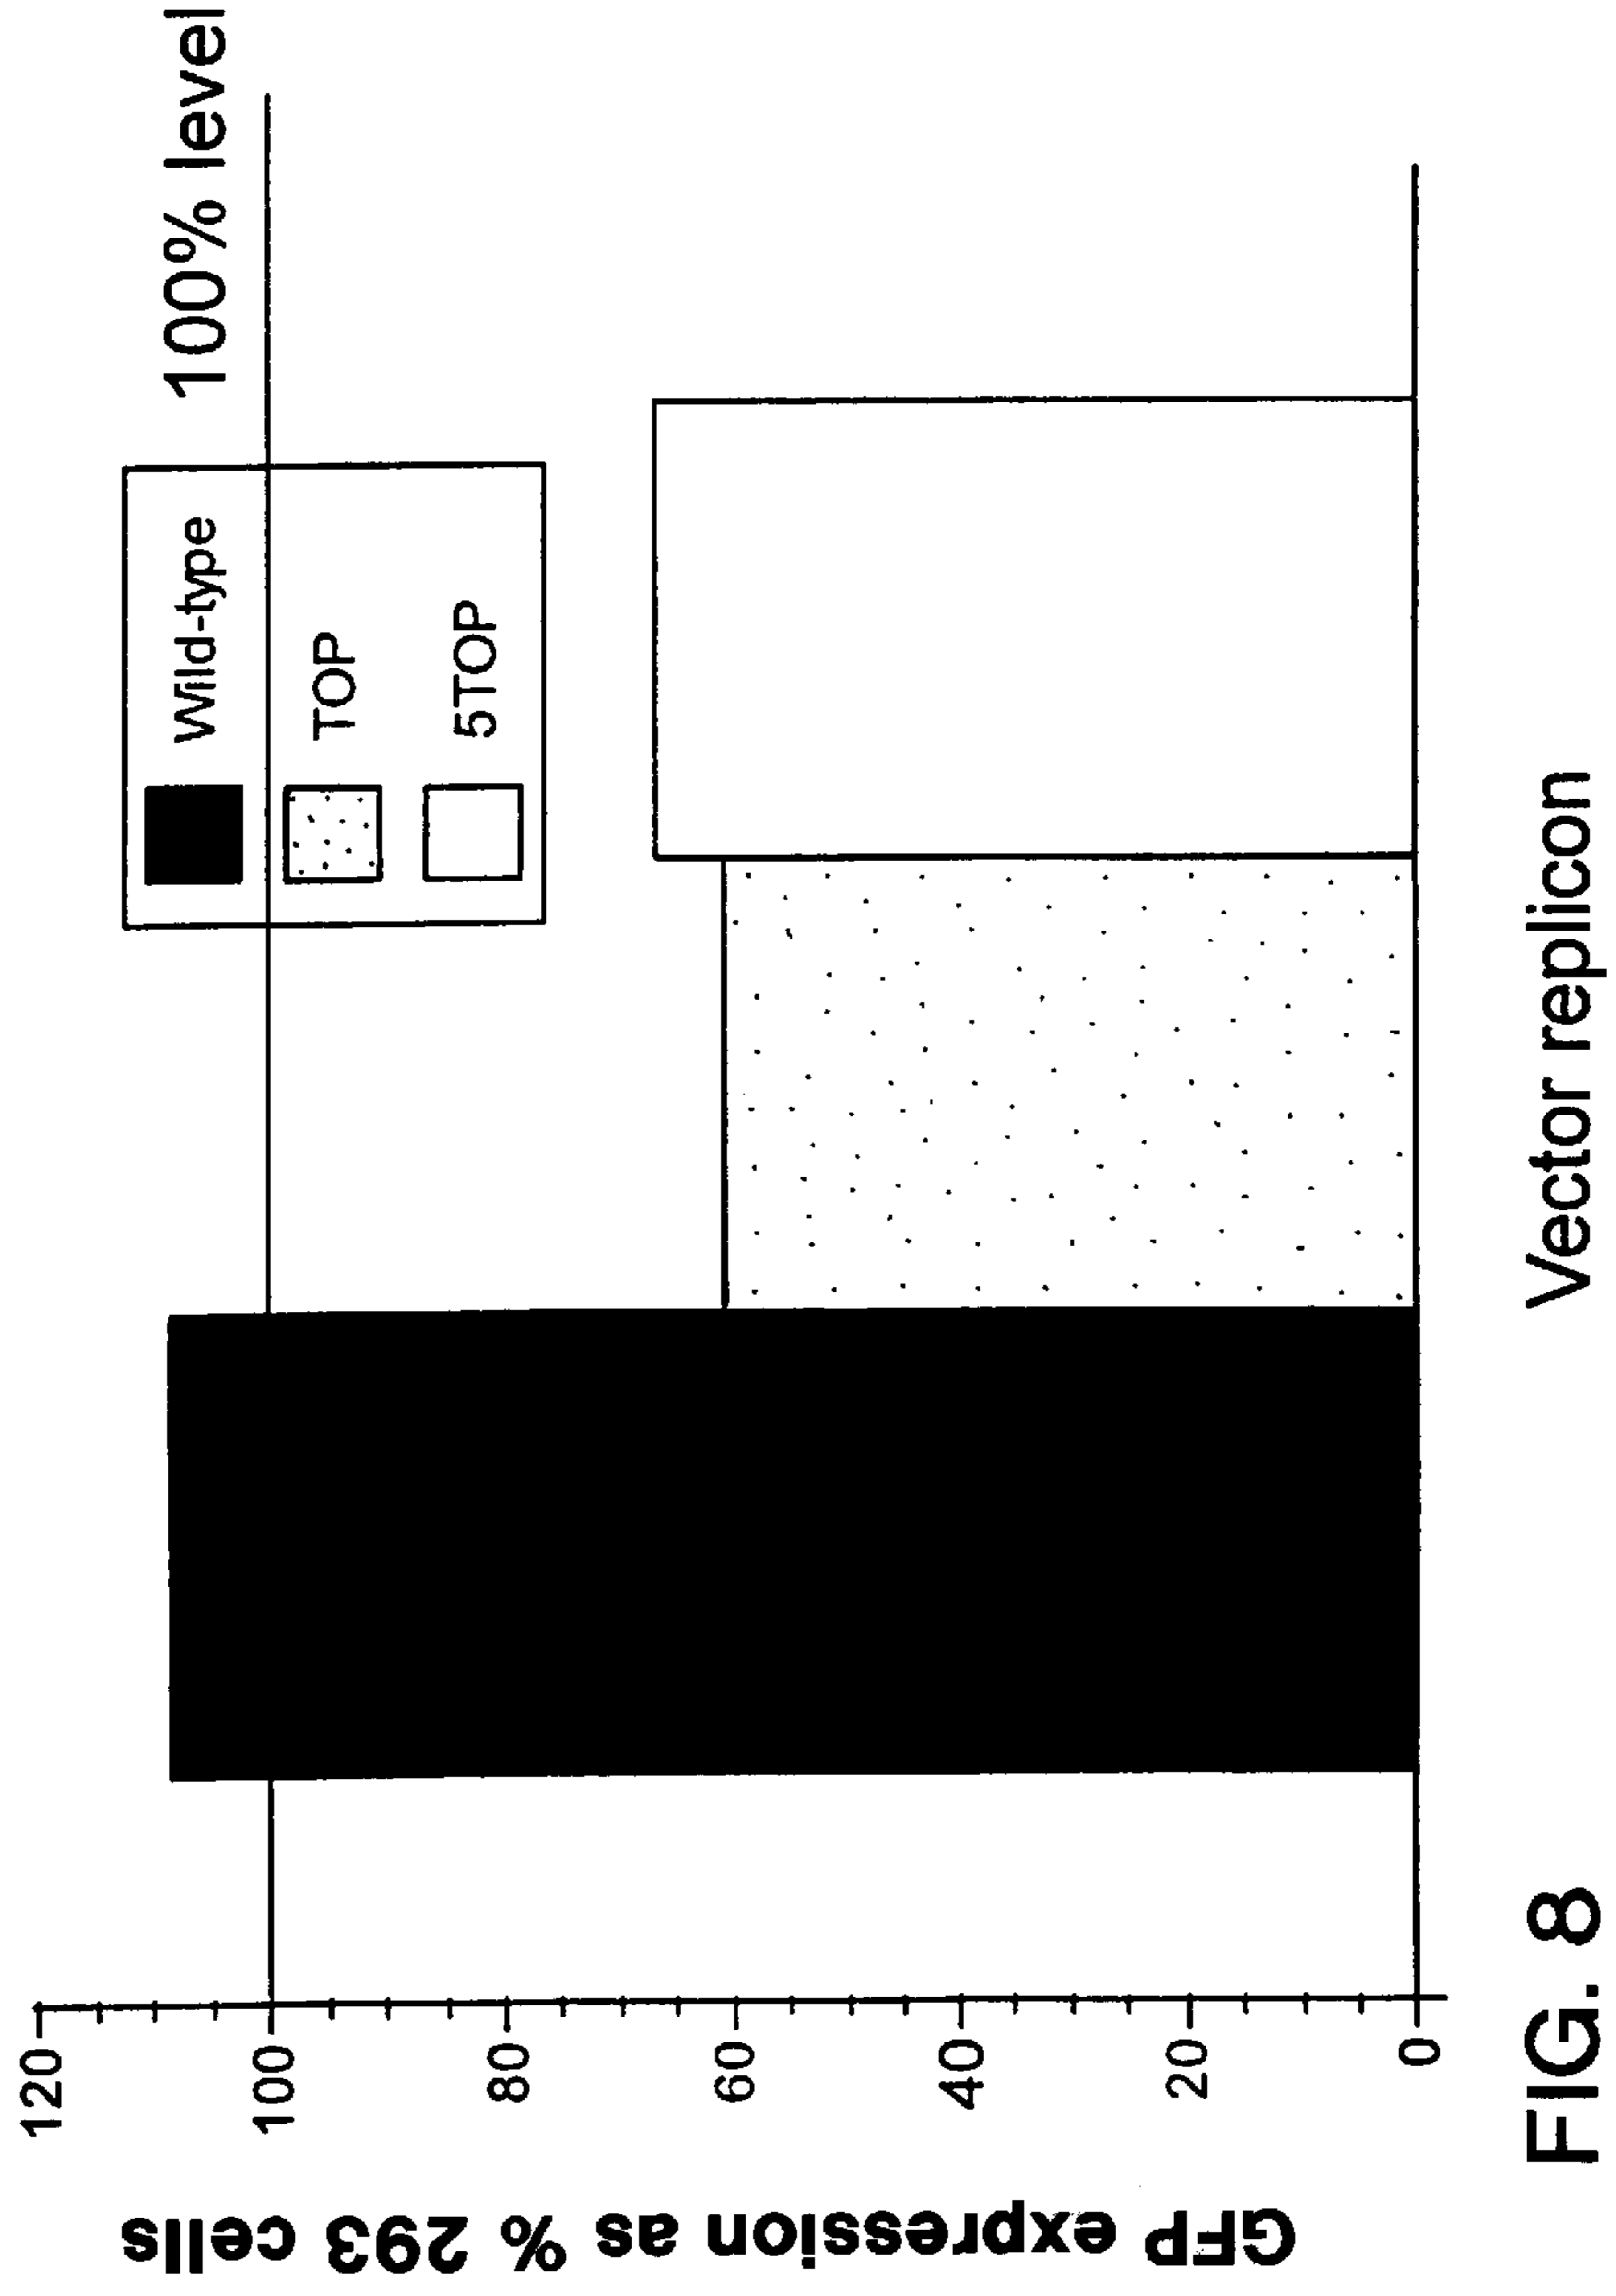 GFP expression as % 293 cells
120
100
80
60
40
20
0
100% level
Wild-type
TOP
5TOP
Vector replicon
FIG. 8